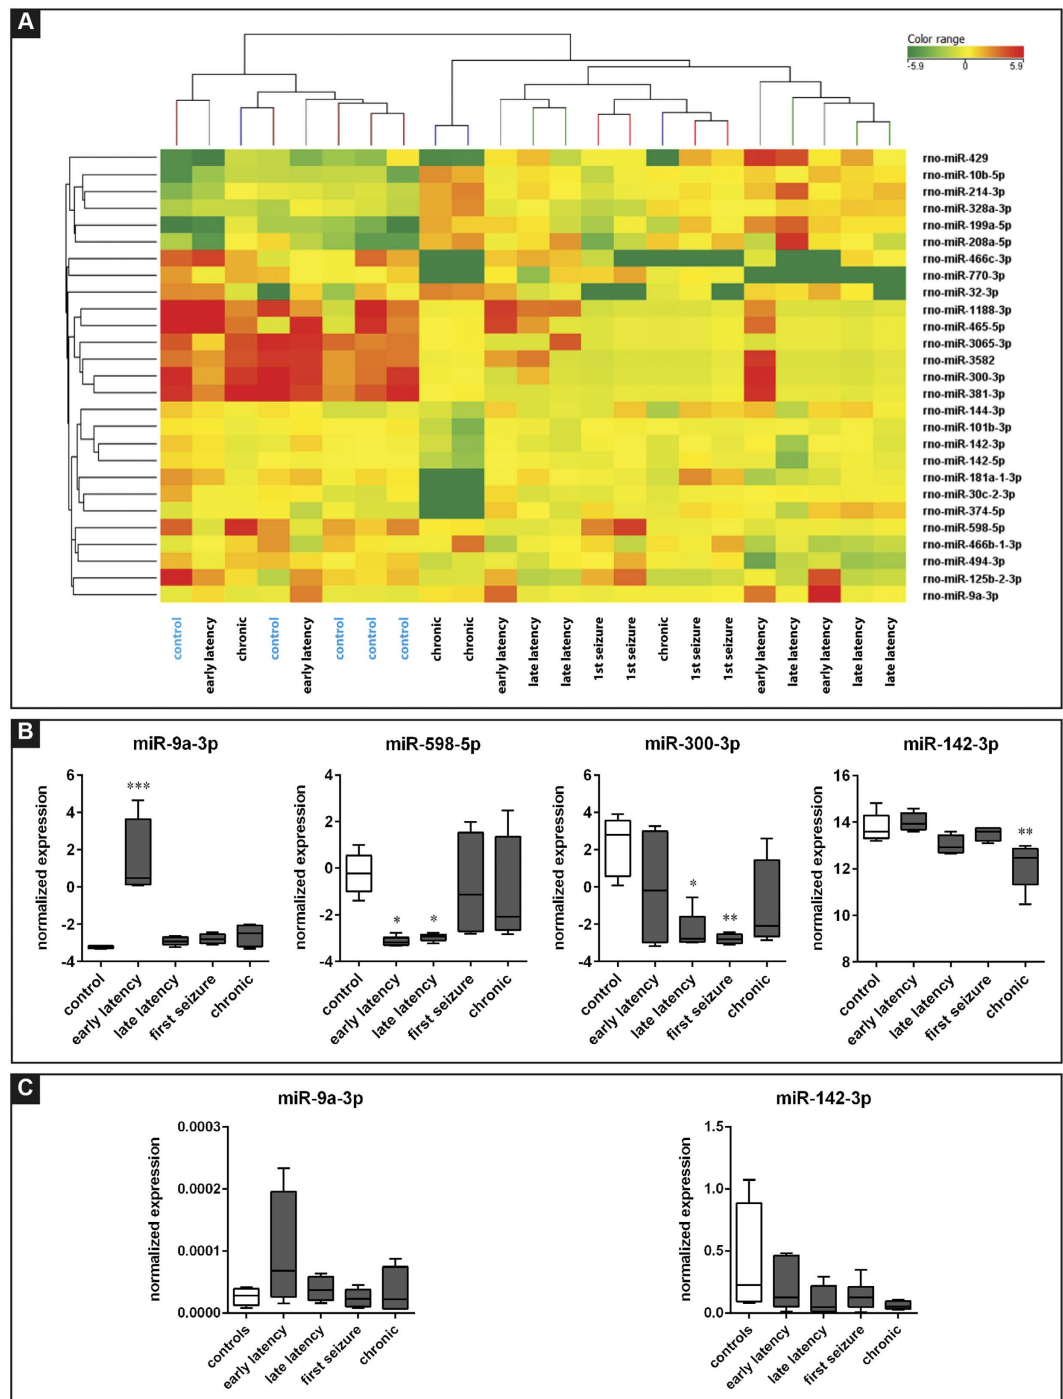 A
Color range
-5.9 0 5.9
rno-miR-429
rno-miR-10b-5p
rno-miR-214-3p
rno-miR-328a-3p
rno-miR-199a-5p
rno-miR-208a-5p
rno-miR-466c-3p
rno-miR-770-3p
rno-miR-32-3p
rno-miR-1188-3p
rno-miR-465-5p
rno-miR-3065-3p
rno-miR-3582
rno-miR-300-3p
rno-miR-381-3p
rno-miR-144-3p
rno-miR-101b-3p
rno-miR-142-3p
rno-miR-142-5p
rno-miR-181a-1-3p
rno-miR-30c-2-3p
rno-miR-374-5p
rno-miR-598-5p
rno-miR-466b-1-3p
rno-miR-494-3p
rno-miR-125b-2-3p
rno-miR-9a-3p
control
early latency
chronic
control
early latency
control
control
control
chronic
chronic
early latency
late latency
late latency
1st seizure
1st seizure
chronic
1st seizure
1st seizure
early latency
late latency
early latency
late latency
late latency
B
miR-9a-3p
normalized expression
6
4
2
0
-2
-4
***
control
early latency
late latency
first seizure
chronic
miR-598-5p
normalized expression
4
2
0
-2
-4
*
*
control
early latency
late latency
first seizure
chronic
miR-300-3p
normalized expression
6
4
2
0
-2
-4
*
**
control
early latency
late latency
first seizure
chronic
miR-142-3p
normalized expression
16
14
12
10
8
**
control
early latency
late latency
first seizure
chronic
C
miR-9a-3p
normalized expression
0.0003
0.0002
0.0001
0.0000
controls
early latency
late latency
first seizure
chronic
miR-142-3p
normalized expression
1.5
1.0
0.5
0.0
controls
early latency
late latency
first seizure
chronic